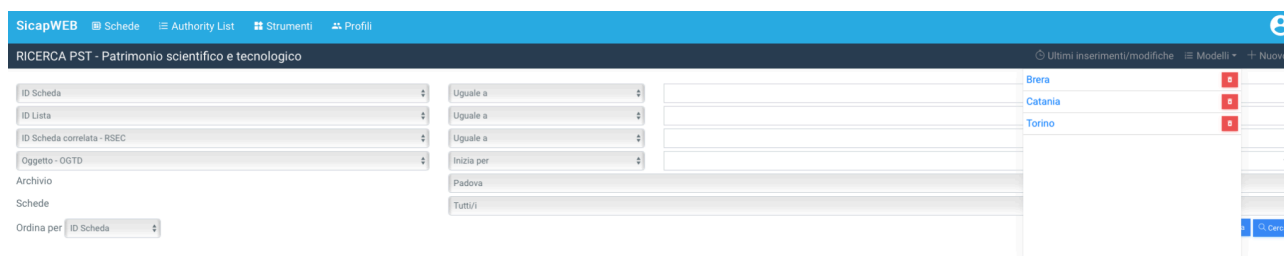 SicapWEB Schede Authority List Strumenti Profili
RICERCA PST - Patrimonio scientifico e tecnologico Ultimi inserimenti/modifiche Modelli
ID Scheda Uguale a Brera
ID Lista Uguale a Catania
ID Scheda correlata - RSEC Uguale a Torino
Oggetto - OGTD Inizia per
Archivio Padova
Schede Tutti/i
Ordina per ID Scheda